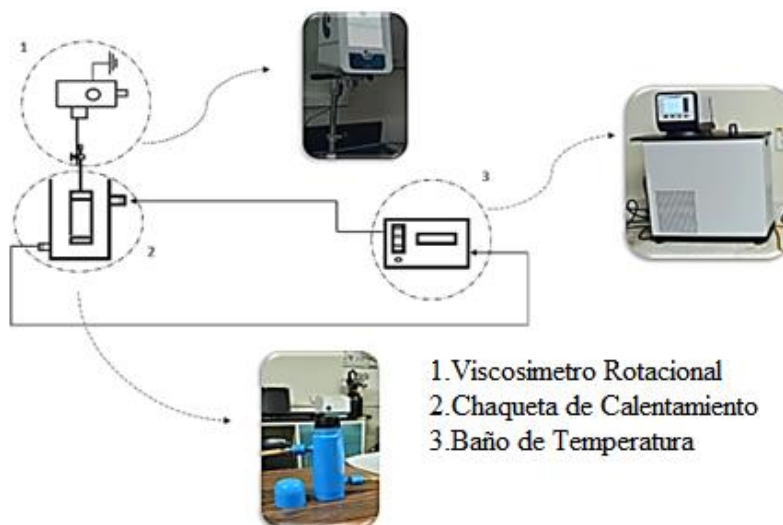 1
2
3
1.Viscosimetro Rotacional
2.Chaqueta de Calentamiento
3.Baño de Temperatura